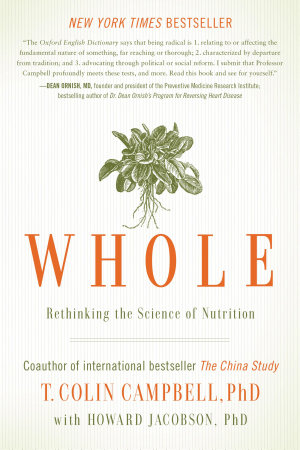 NEW YORK TIMES BESTSELLER
"The Oxford English Dictionary says that being radical is 1. relating to or affecting the
fundamental nature of something, far reaching or thorough; 2. characterized by departure
from tradition; and 3. advocating through political or social reform. I submit that Professor
Campbell profoundly meets these tests, and more. Read this book and see for yourself."
—DEAN ORNISH, MD, founder and president of the Preventive Medicine Research Institute;
bestselling author of Dr. Dean Ornish's Program for Reversing Heart Disease
WHOLE
Rethinking the Science of Nutrition
Coauthor of international bestseller The China Study
T. COLIN CAMPBELL, PhD
with HOWARD JACOBSON, PhD